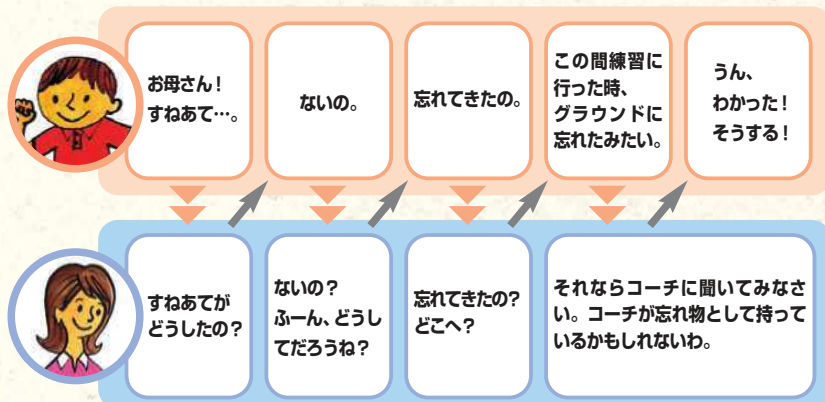 お母さん!
すねあて…。
すねあてが
どうしたの?
ないの。
ないの?
ふーん、どうし
てだろうね?
忘れてきたの。
忘れてきたの?
どこへ?
この間練習に
行った時、
グラウンドに
忘れたみたい。
それならコーチに聞いてみなさ
い。コーチが忘れ物として持って
いるかもしれないわ。
うん、
わかった!
そうする!